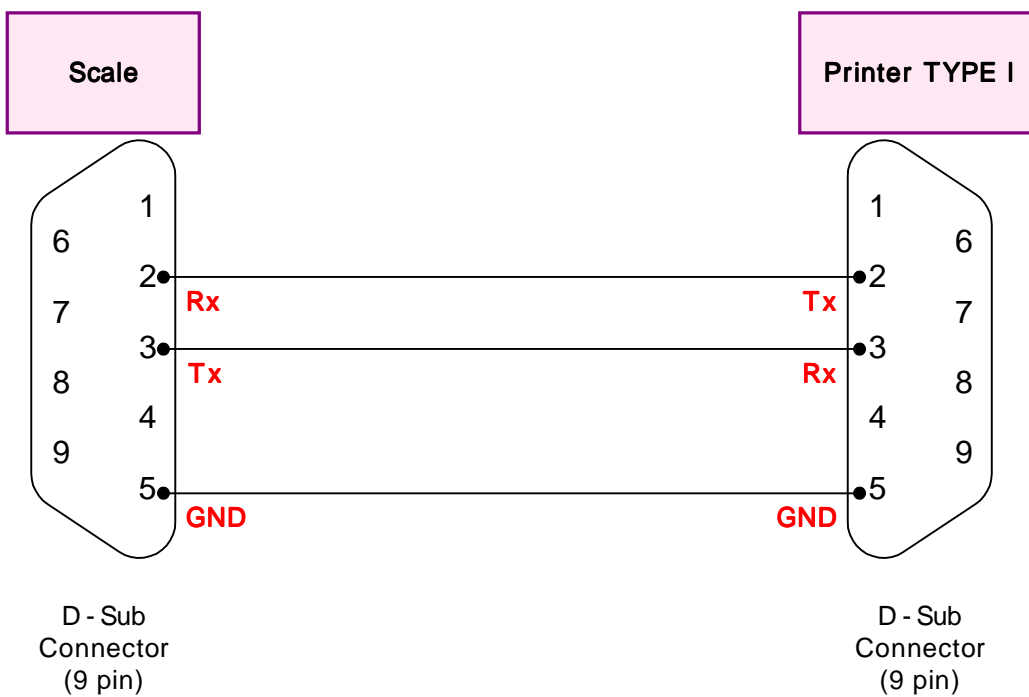 Scale
Printer TYPE I
1
1
6
6
2
2
Rx
Tx
7
7
3
3
Tx
Rx
8
8
4
4
9
9
5
5
GND
GND
D - Sub
Connector
(9 pin)
D - Sub
Connector
(9 pin)